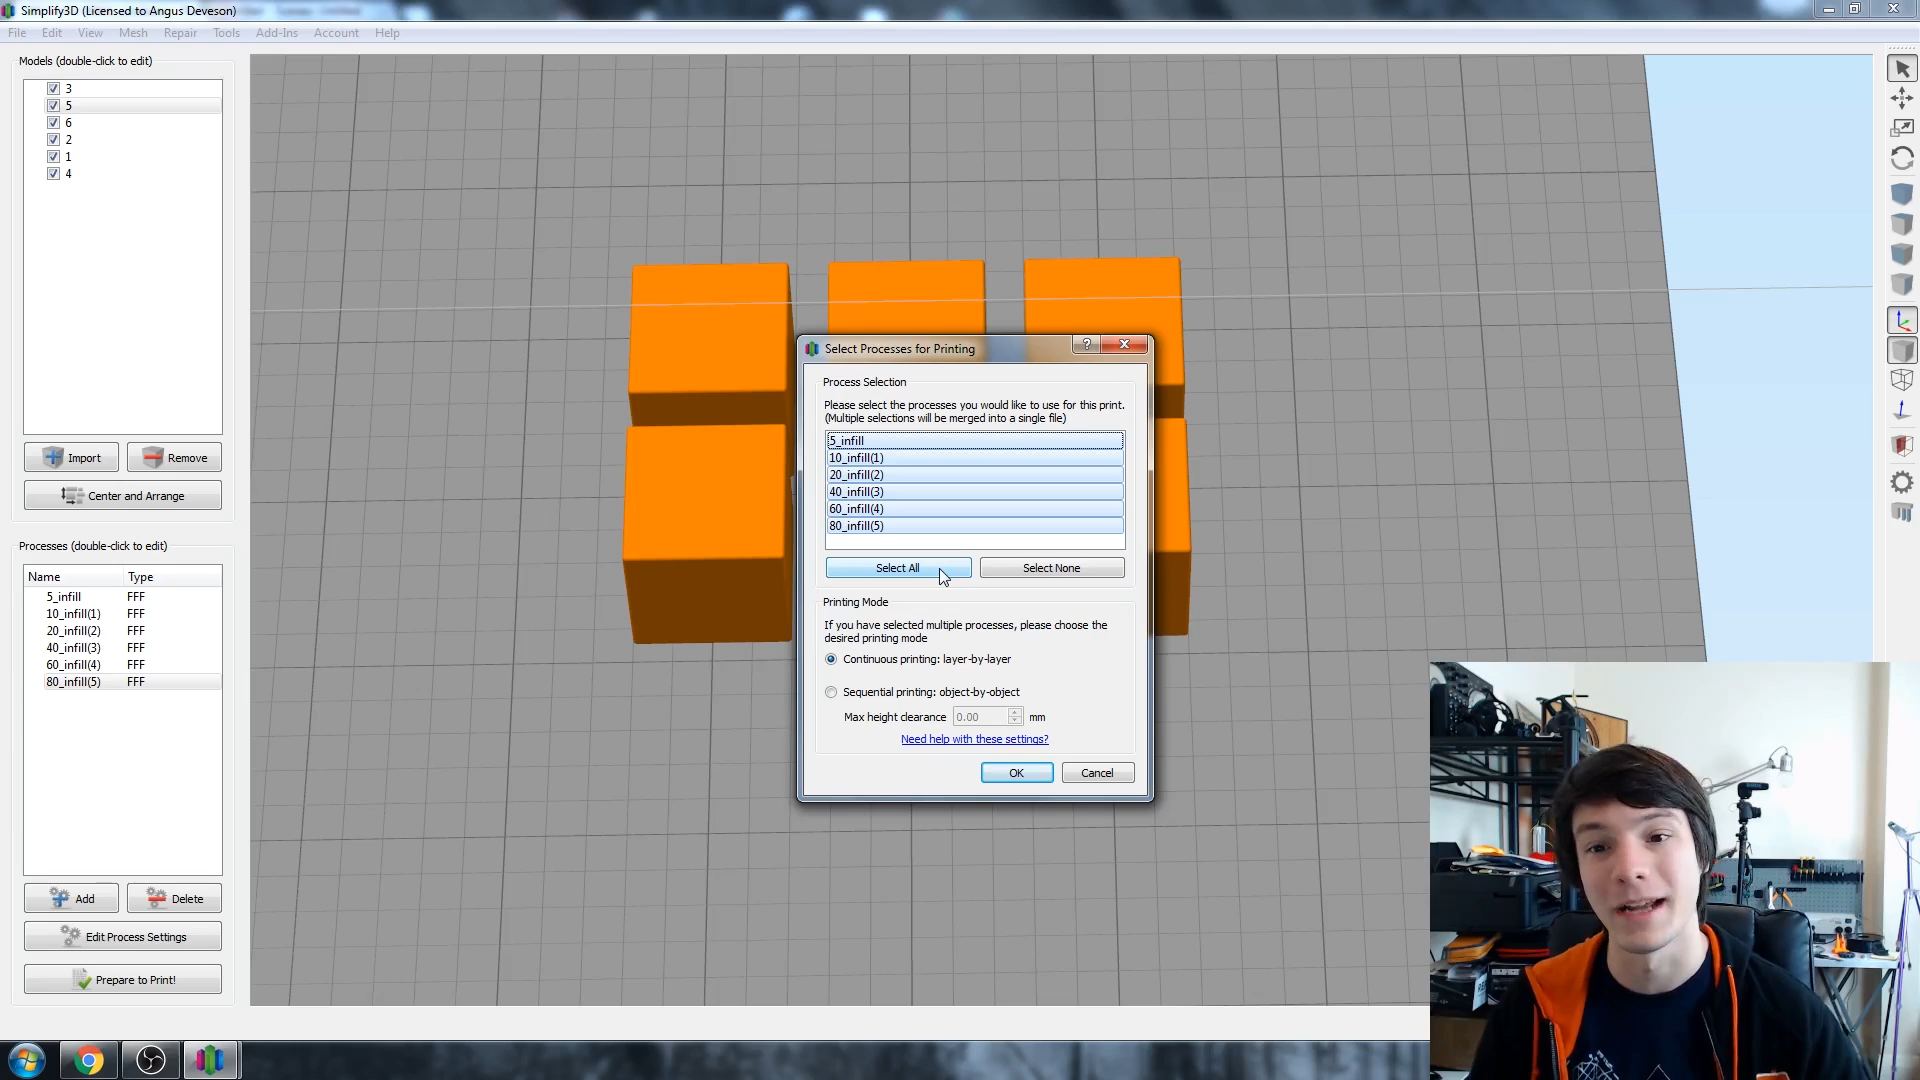 Simplify3D (Licensed to Angus Deveson)
File Edit View Mesh Repair Tools Add-Ins Account Help
Models (double-click to edit)
3
5
6
2
1
4
Import Remove
Center and Arrange
Processes (double-click to edit)
Name Type
5_infill FFF
10_infill(1) FFF
20_infill(2) FFF
40_infill(3) FFF
60_infill(4) FFF
80_infill(5) FFF
Add Delete
Edit Process Settings
Prepare to Print!
Select Processes for Printing
?
Process Selection
Please select the processes you would like to use for this print.
(Multiple selections will be merged into a single file)
5_infill
10_infill(1)
20_infill(2)
40_infill(3)
60_infill(4)
80_infill(5)
Select All Select None
Printing Mode
If you have selected multiple processes, please choose the
desired printing mode
Continuous printing: layer-by-layer
Sequential printing: object-by-object
Max height clearance 0.00 mm
Need help with these settings?
OK Cancel